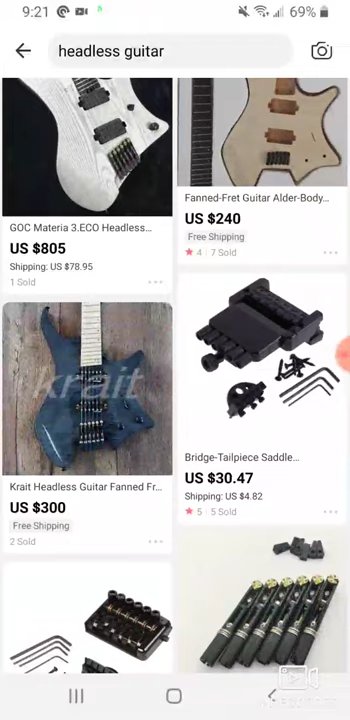 9:21
69%
headless guitar
GOC Materia 3.ECO Headless...
US $805
Shipping: US $78.95
1 Sold
Fanned-Fret Guitar Alder-Body...
US $240
Free Shipping
4 | 7 Sold
krait
Krait Headless Guitar Fanned Fr...
US $300
Free Shipping
2 Sold
Bridge-Tailpiece Saddle...
US $30.47
Shipping: US $4.82
5 | 5 Sold